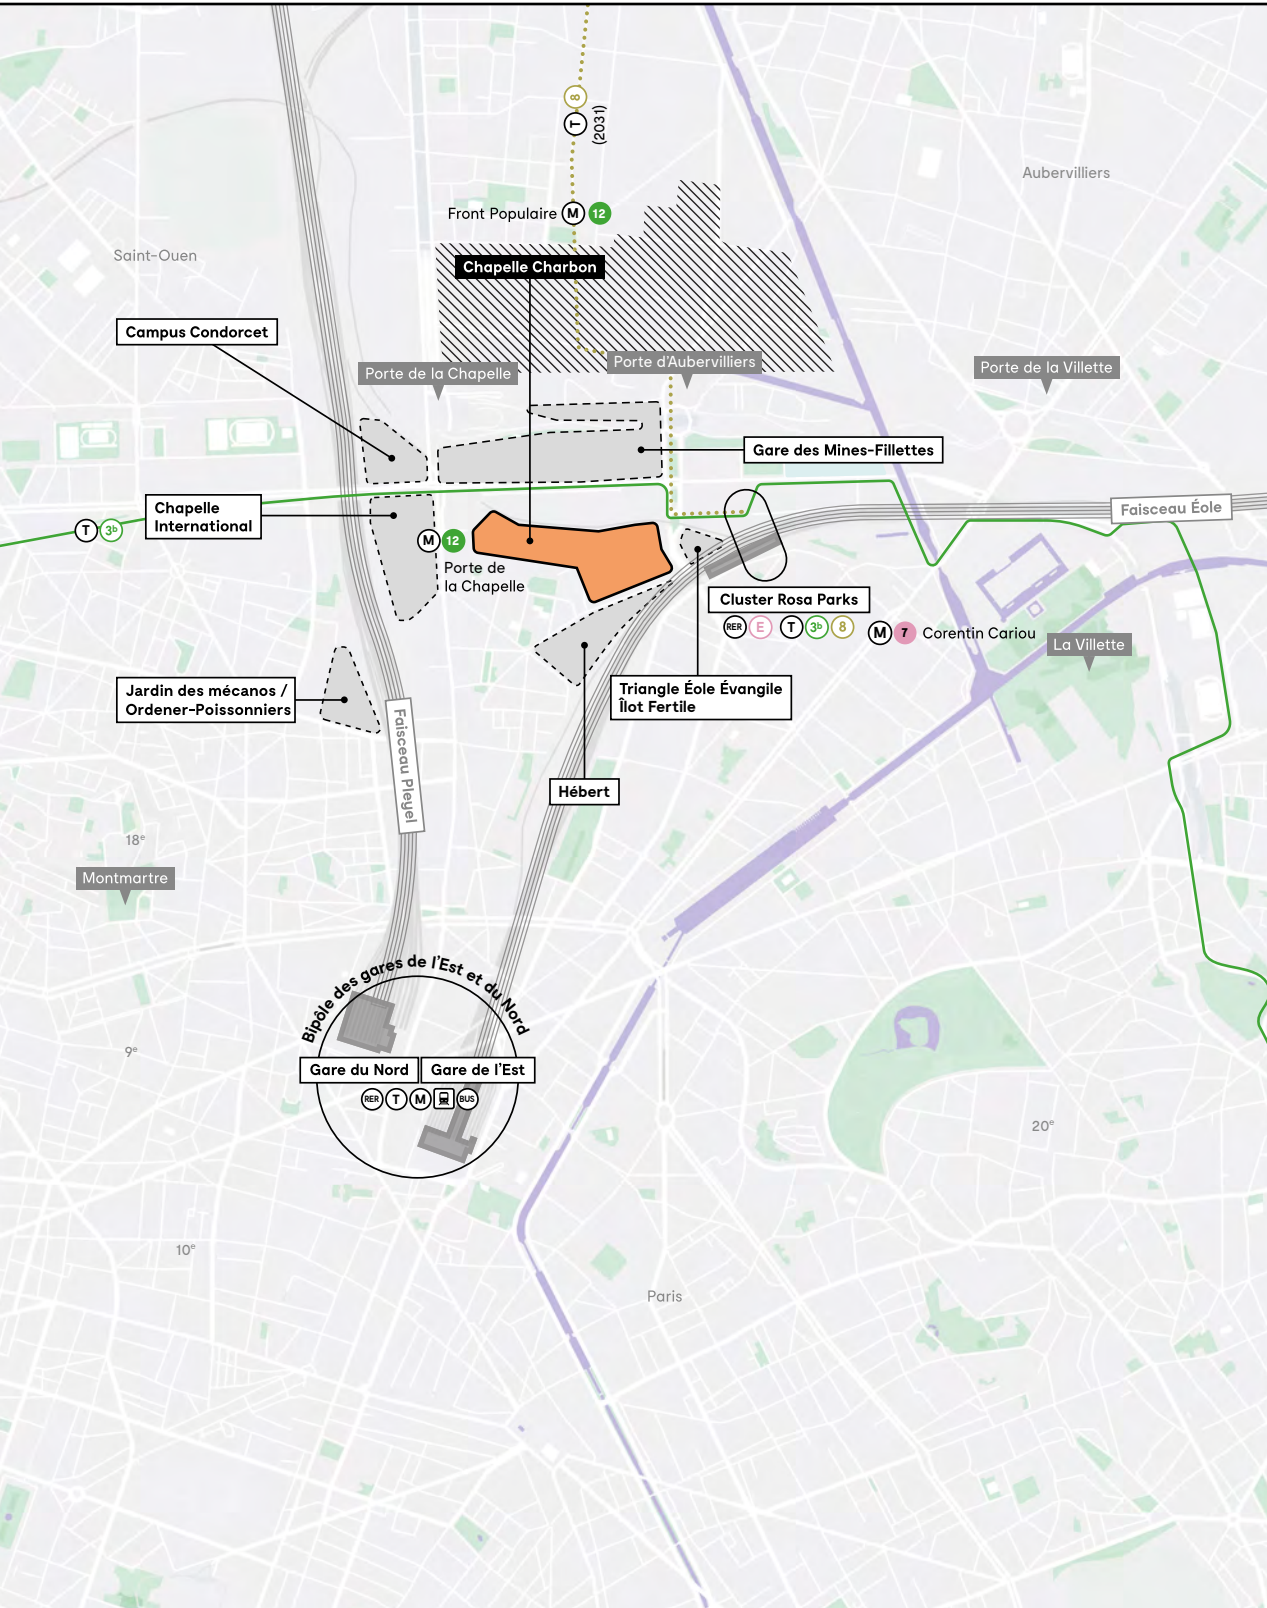 8
T
(2031)
Aubervilliers
Front Populaire M 12
Saint-Ouen
Chapelle Charbon
Campus Condorcet
Porte de la Chapelle
Porte d'Aubervilliers
Porte de la Villette
Gare des Mines-Fillettes
Chapelle
International
Faisceau Éole
T 3b
M 12
Porte de
la Chapelle
Cluster Rosa Parks
RER E T 3b 8
M 7 Corentin Cariou
La Villette
Jardin des mécanos /
Ordener-Poissonniers
Triangle Éole Évangile
Îlot Fertile
Faisceau Pleyel
Hébert
18e
Montmartre
Bipôle des gares de l'Est et du Nord
9e
Gare du Nord
Gare de l'Est
RER T M BUS
20e
10e
Paris